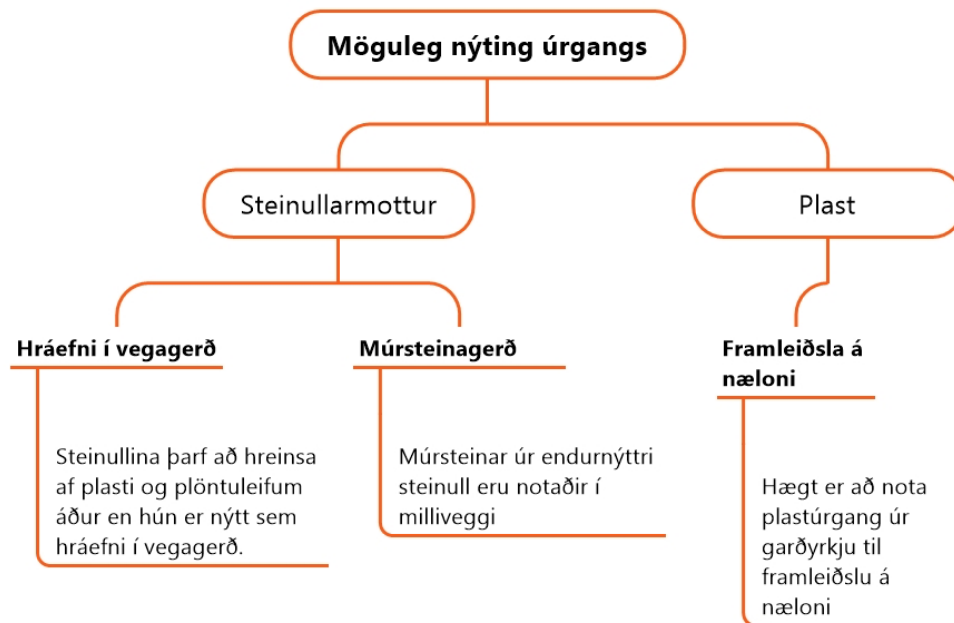 Möguleg nýting úrgangs
Steinullarmottur
Plast
Hráefni í vegagerð
Steinullina þarf að hreinsa
af plasti og plöntuleifum
áður en hún er nýtt sem
hráefni í vegagerð.
Múrsteinagerð
Múrsteinar úr endurnýttri
steinull eru notaðir í
milliveggi
Framleiðsla á
næloni
Hægt er að nota
plastúrgang úr
garðyrkju til
framleiðslu á
næloni